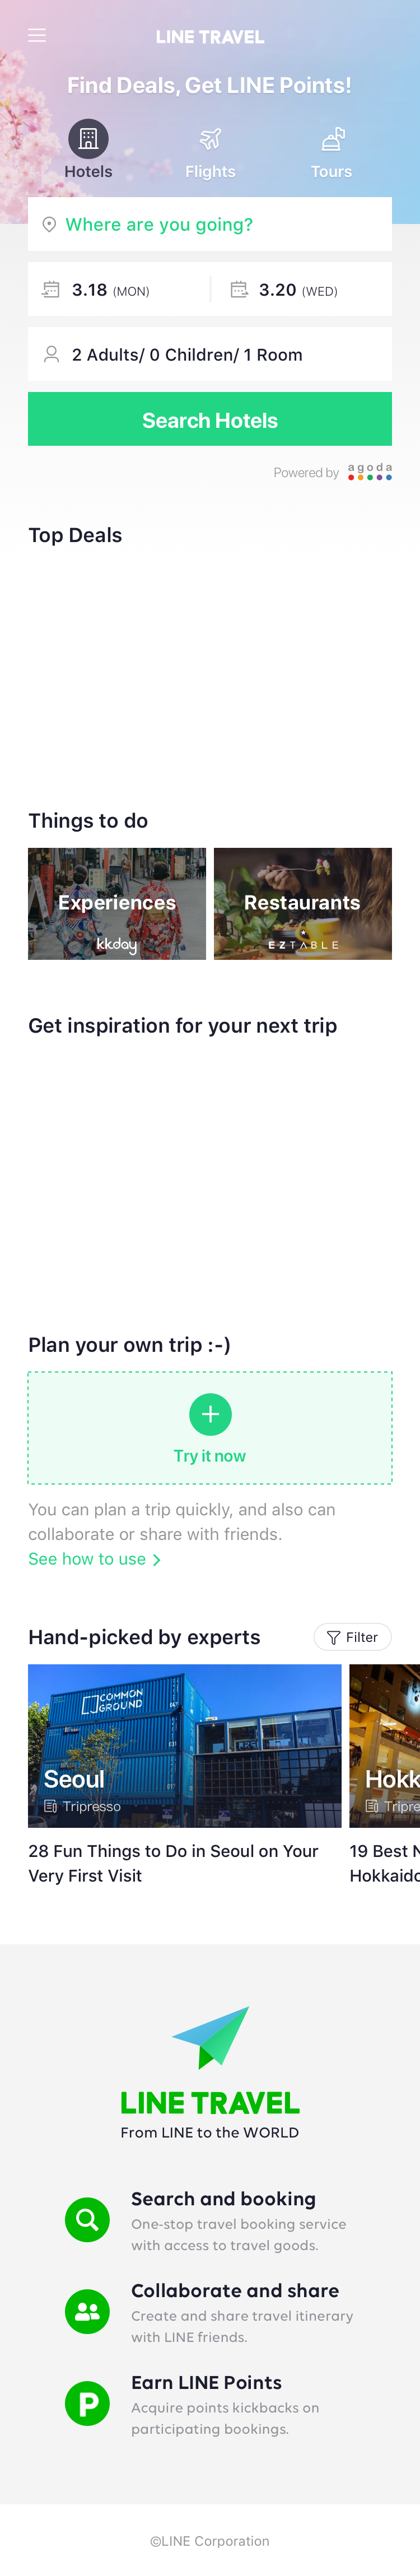 LINE TRAVEL
Find Deals, Get LINE Points!
Hotels
Flights
Tours
Where are you going?
3.18 (MON)
3.20 (WED)
2 Adults/ 0 Children/ 1 Room
Search Hotels
Powered by agoda
Top Deals
Things to do
Experiences
kkday
Restaurants
EZTABLE
Get inspiration for your next trip
Plan your own trip :-)
Try it now
You can plan a trip quickly, and also can
collaborate or share with friends.
See how to use
Hand-picked by experts
Filter
COMMON
GROUND
Seoul
Tripresso
28 Fun Things to Do in Seoul on Your
Very First Visit
Hokk
Tripre
19 Best N
Hokkaido
LINE TRAVEL
From LINE to the WORLD
Search and booking
One-stop travel booking service
with access to travel goods.
Collaborate and share
Create and share travel itinerary
with LINE friends.
P
Earn LINE Points
Acquire points kickbacks on
participating bookings.
©LINE Corporation